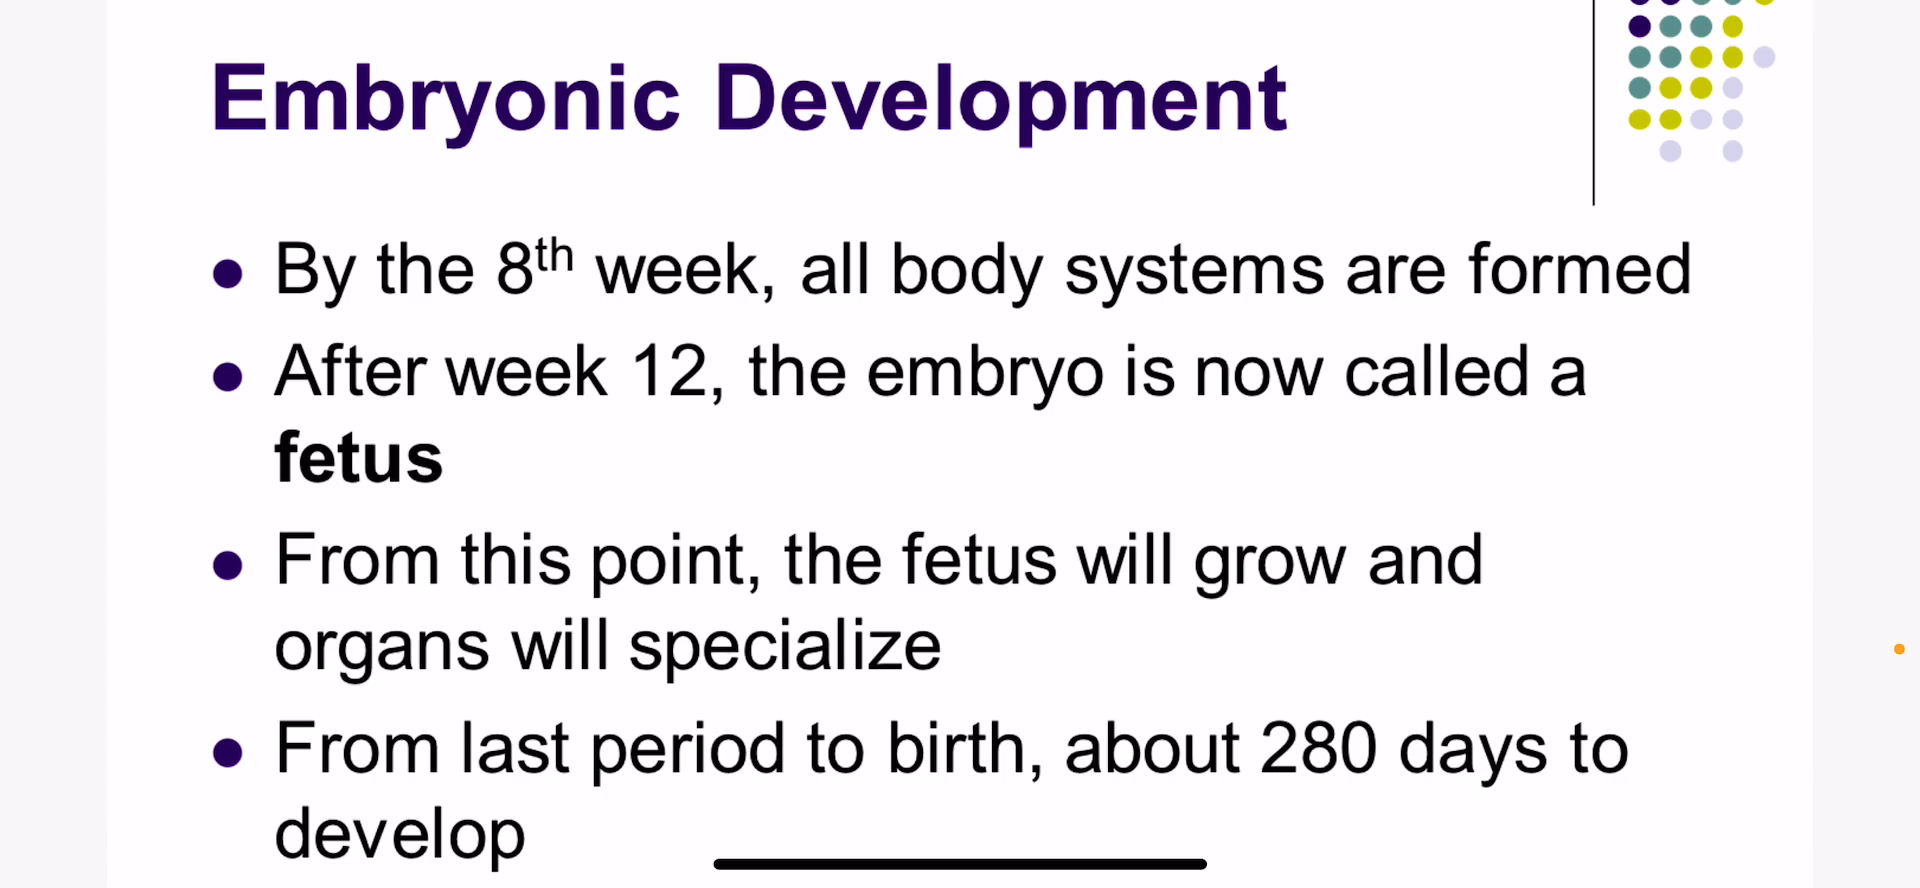 Embryonic Development
By the 8th week, all body systems are formed
After week 12, the embryo is now called a
fetus
From this point, the fetus will grow and
organs will specialize
From last period to birth, about 280 days to
develop